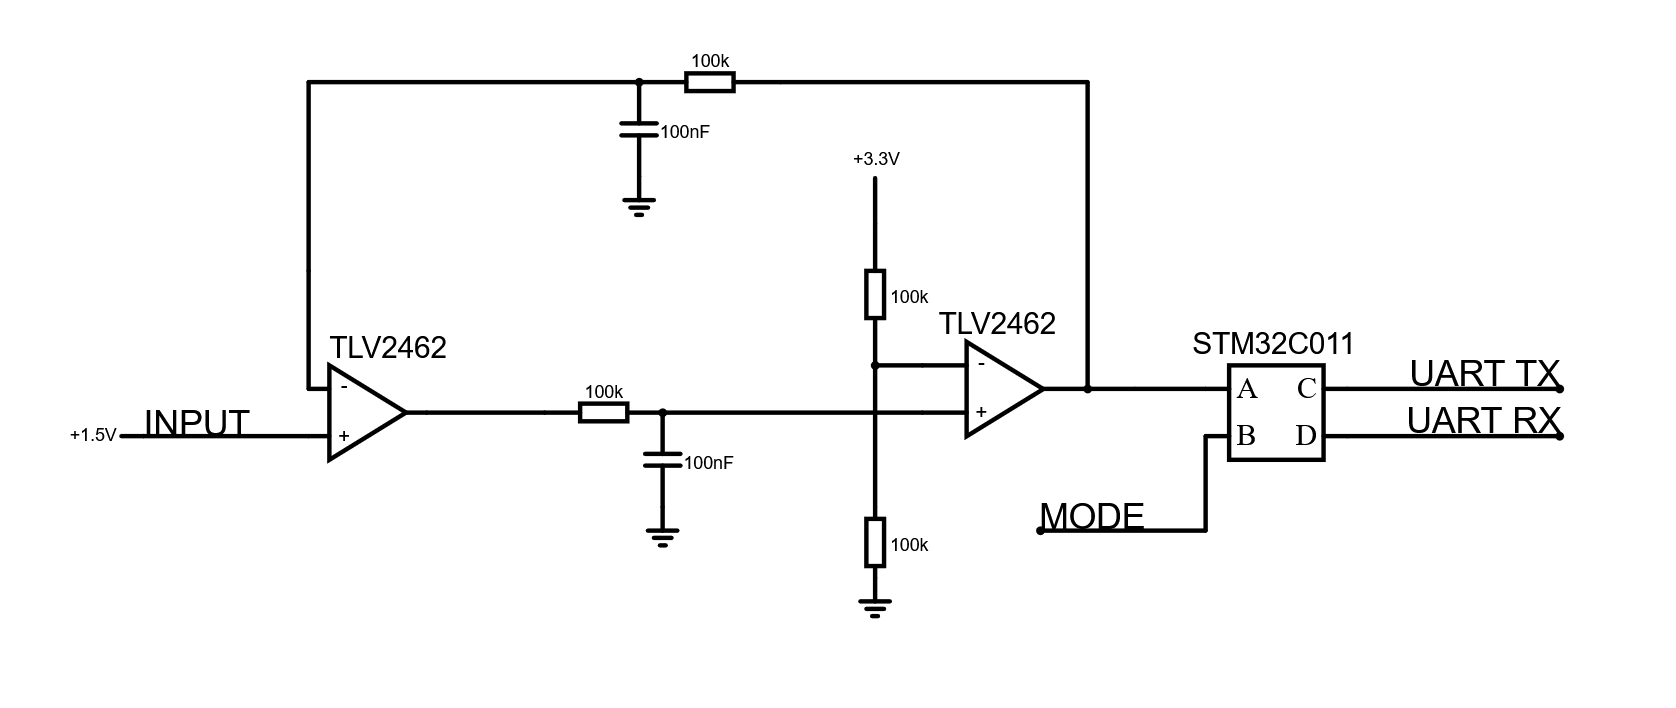 100k
100nF
+3.3V
100k
TLV2462
TLV2462
STM32C011
-
-
A
C
UART TX
100k
+
INPUT
+1.5V
+
B
D
UART RX
100nF
MODE
100k